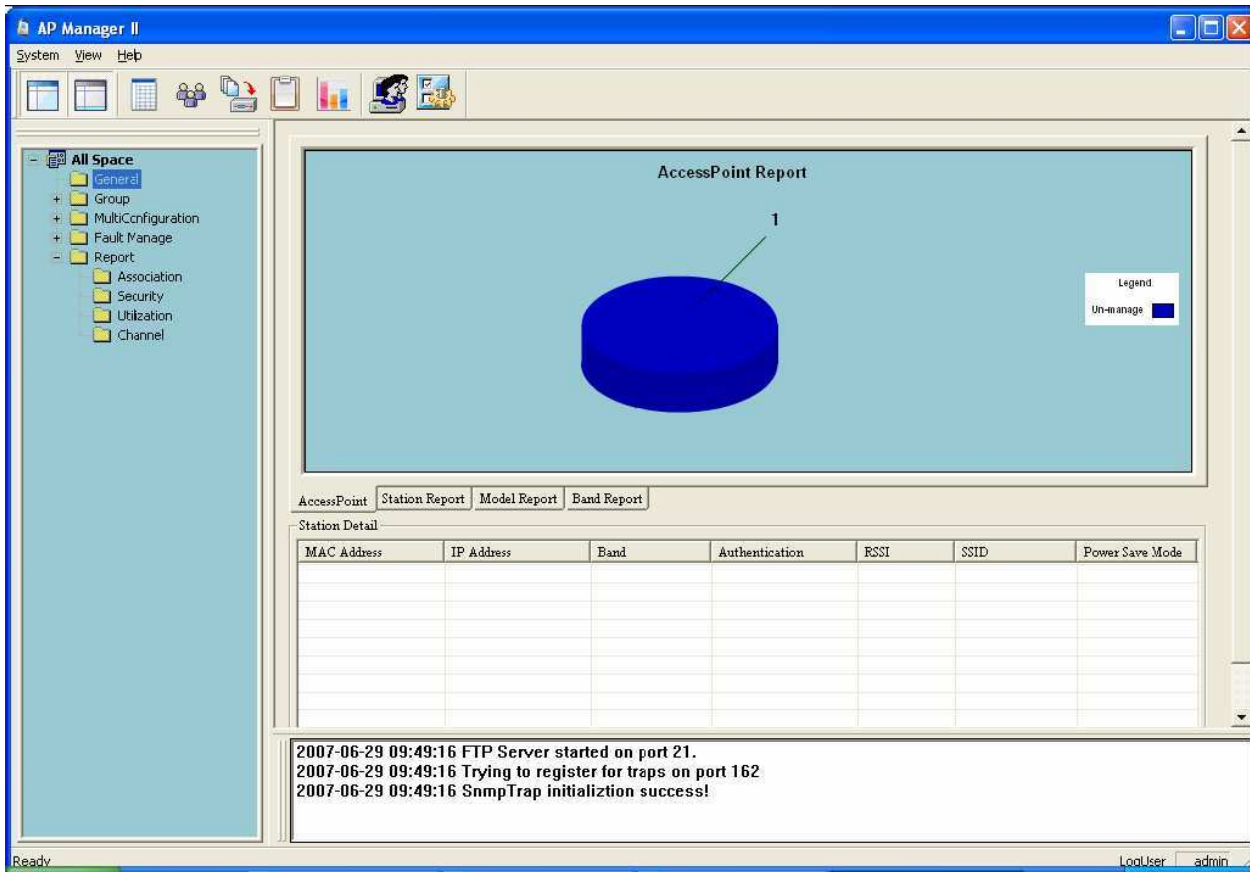 AP Manager II
System View Help
All Space
General
Group
MultiConfiguration
Fault Manage
Report
Association
Security
Utilization
Channel
AccessPoint Report
1
Legend
Un-manage
AccessPoint Station Report Model Report Band Report
Station Detail
MAC Address IP Address Band Authentication RSSI SSID Power Save Mode
2007-06-29 09:49:16 FTP Server started on port 21.
2007-06-29 09:49:16 Trying to register for traps on port 162
2007-06-29 09:49:16 SnmpTrap initializtion success!
Ready LogUser admin